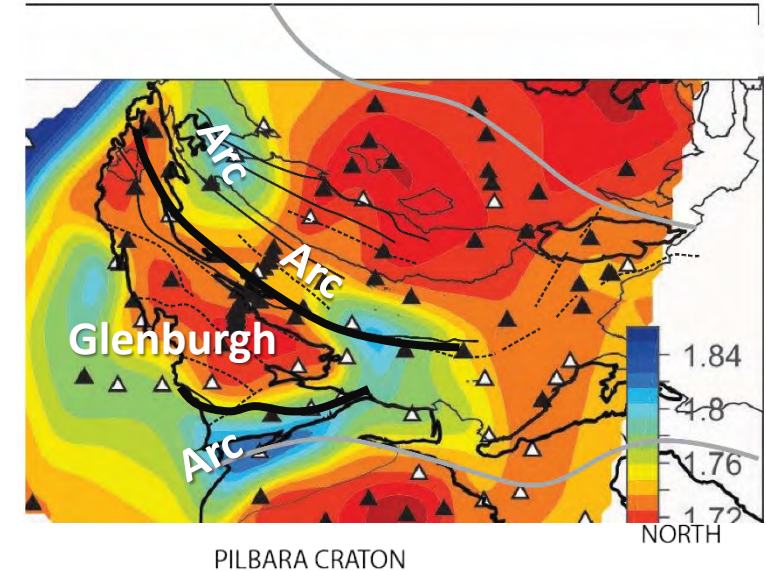 Arc
Arc
Glenburgh
1.84
1.8
Arc
1.76
1.72
NORTH
PILBARA CRATON